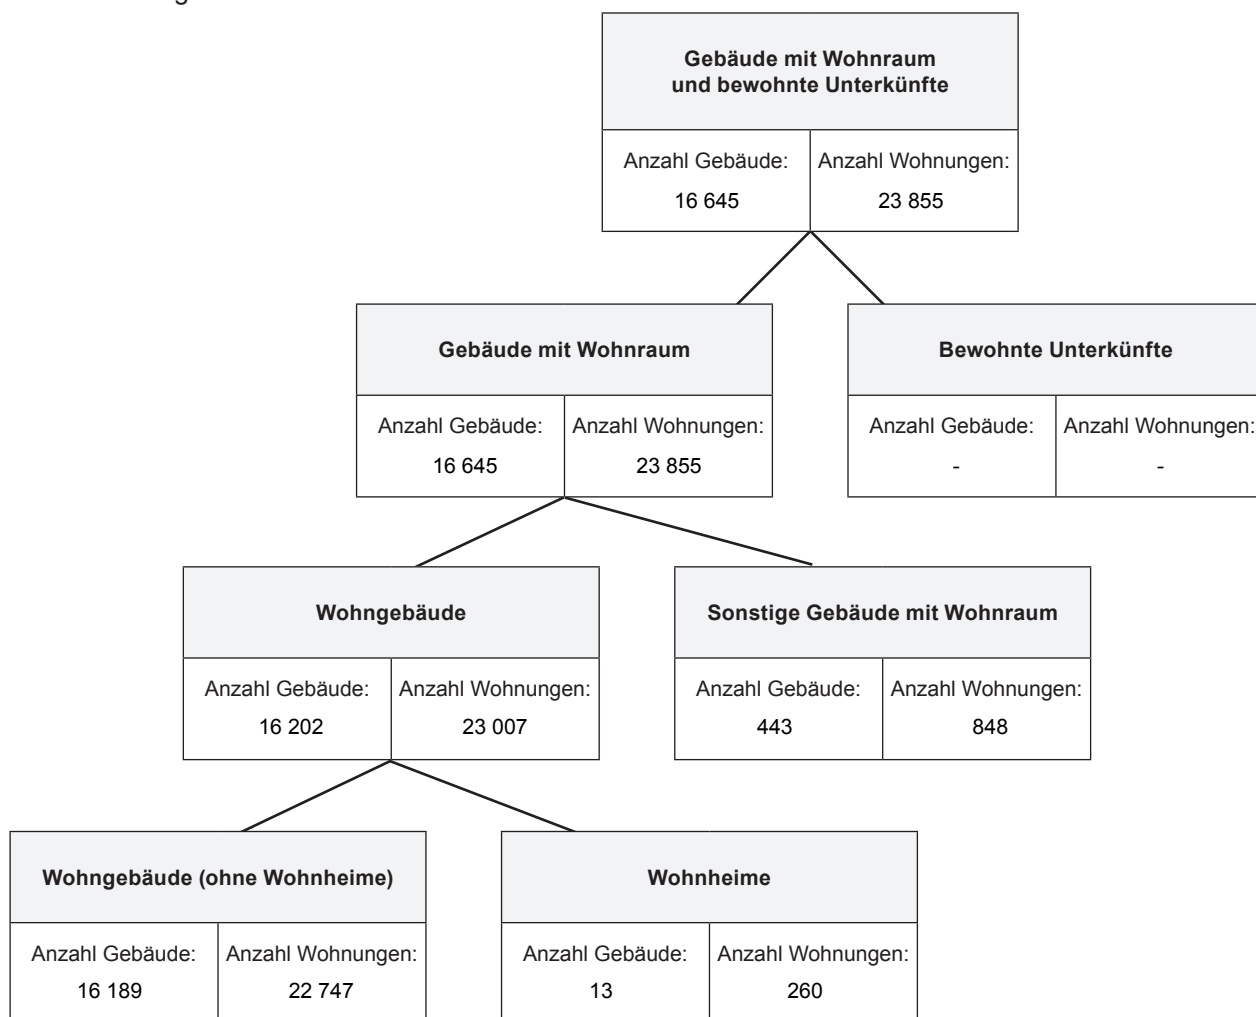 Gebäude mit Wohnraum
und bewohnte Unterkünfte
Anzahl Gebäude: Anzahl Wohnungen:
16 645 23 855
Gebäude mit Wohnraum
Anzahl Gebäude: Anzahl Wohnungen:
16 645 23 855
Bewohnte Unterkünfte
Anzahl Gebäude: Anzahl Wohnungen:
- -
Wohngebäude
Anzahl Gebäude: Anzahl Wohnungen:
16 202 23 007
Sonstige Gebäude mit Wohnraum
Anzahl Gebäude: Anzahl Wohnungen:
443 848
Wohngebäude (ohne Wohnheime)
Anzahl Gebäude: Anzahl Wohnungen:
16 189 22 747
Wohnheime
Anzahl Gebäude: Anzahl Wohnungen:
13 260